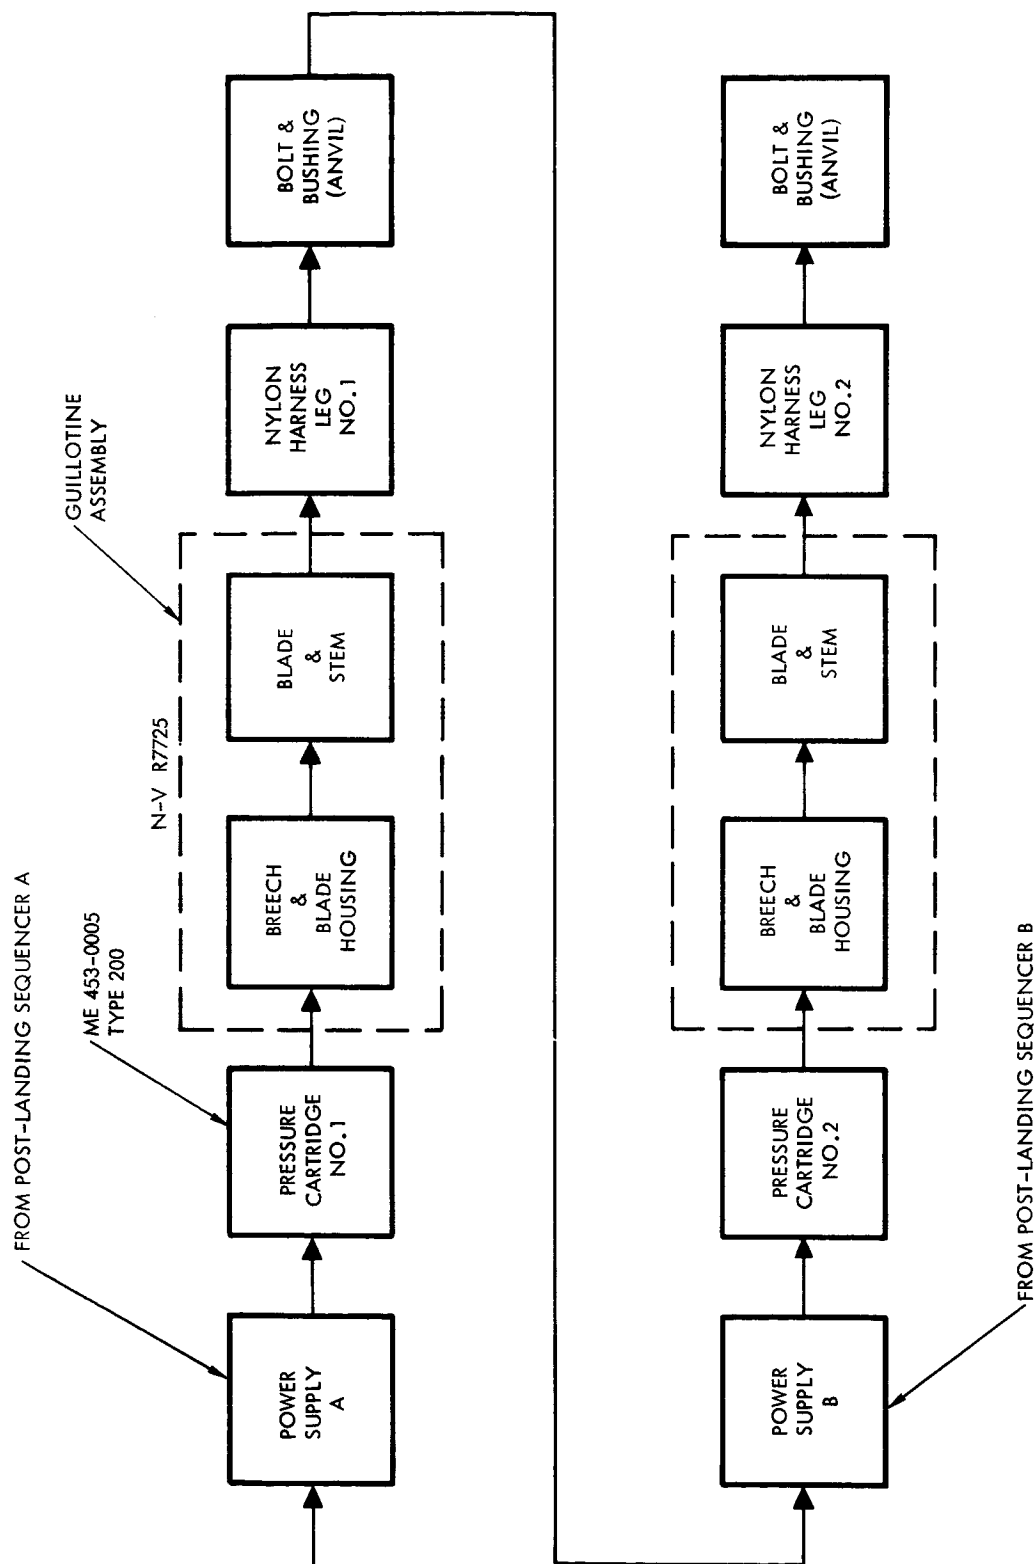 FROM POST-LANDING SEQUENCER A
ME 453-0005
TYPE 200
N-V R7725
GUILLOTINE
ASSEMBLY
POWER
SUPPLY
A
PRESSURE
CARTRIDGE
NO.1
BREECH
&
BLADE
HOUSING
BLADE
&
STEM
NYLON
HARNESS
LEG
NO.1
BOLT &
BUSHING
(ANVIL)
POWER
SUPPLY
B
PRESSURE
CARTRIDGE
NO.2
BREECH
&
BLADE
HOUSING
BLADE
&
STEM
NYLON
HARNESS
LEG
NO.2
BOLT &
BUSHING
(ANVIL)
FROM POST-LANDING SEQUENCER B